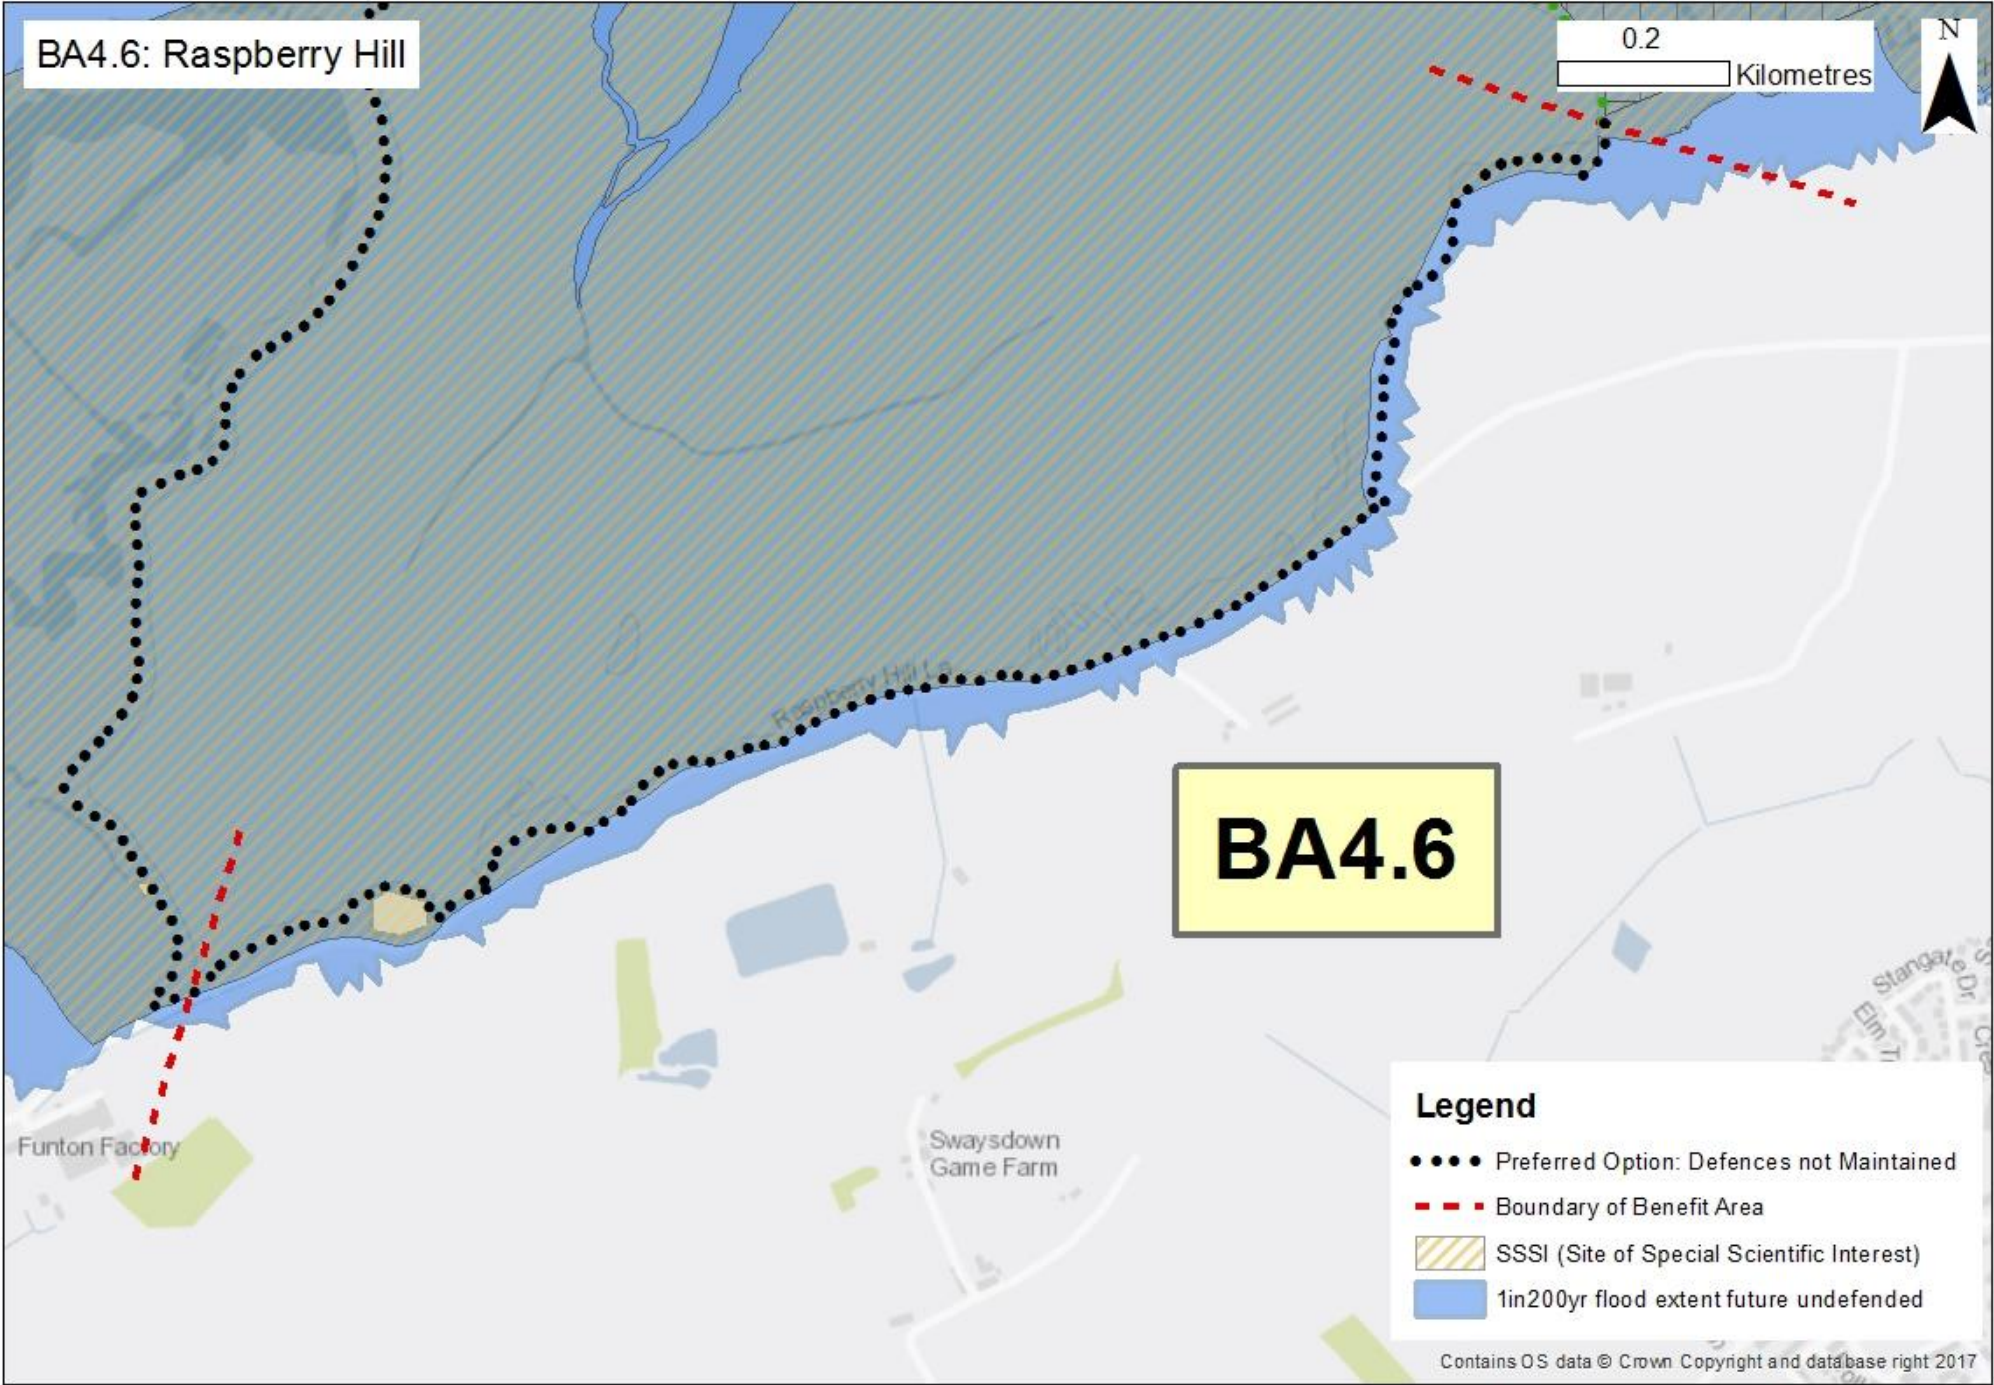 BA4.6: Raspberry Hill
0.2
Kilometres
N
Raspberry Hill La
BA4.6
Stangate Dr
Elm
Funton Factory
Swaysdown
Game Farm
Legend
Preferred Option: Defences not Maintained
Boundary of Benefit Area
SSSI (Site of Special Scientific Interest)
1in200yr flood extent future undefended
Contains OS data © Crown Copyright and database right 2017